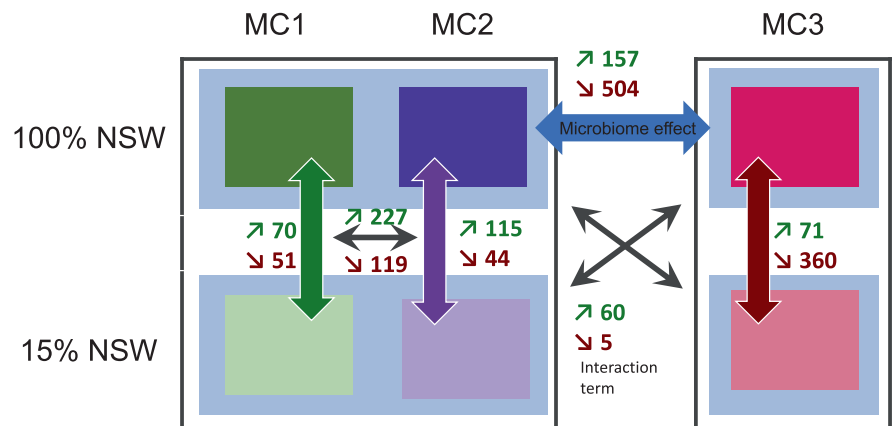 MC1 MC2 MC3
↗ 157
↘ 504
100% NSW
Microbiome effect
↗ 70
↘ 51
↗ 227
↘ 119
↗ 115
↘ 44
↗ 71
↘ 360
15% NSW
↗ 60
↘ 5
Interaction
term